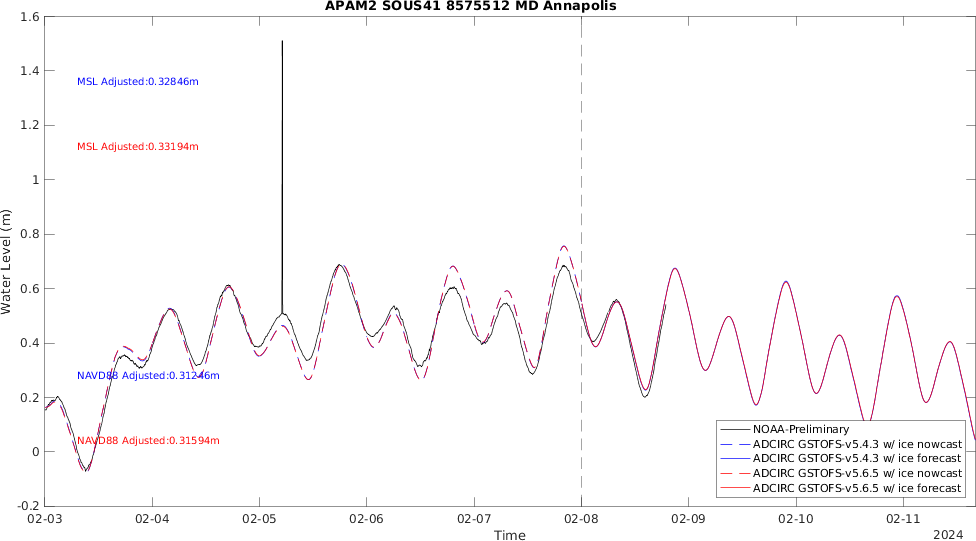 APAM2 SOUS41 8575512 MD Annapolis
1.6
1.4
1.2
1
0.8
0.6
0.4
0.2
0
-0.2
Water Level (m)
MSL Adjusted:0.32846m
MSL Adjusted:0.33194m
NAVD88 Adjusted:0.31246m
NAVD88 Adjusted:0.31594m
NOAA-Preliminary
ADCIRC GSTOFS-v5.4.3 w/ ice nowcast
ADCIRC GSTOFS-v5.4.3 w/ ice forecast
ADCIRC GSTOFS-v5.6.5 w/ ice nowcast
ADCIRC GSTOFS-v5.6.5 w/ ice forecast
02-03 02-04 02-05 02-06 02-07 02-08 02-09 02-10 02-11
Time
2024